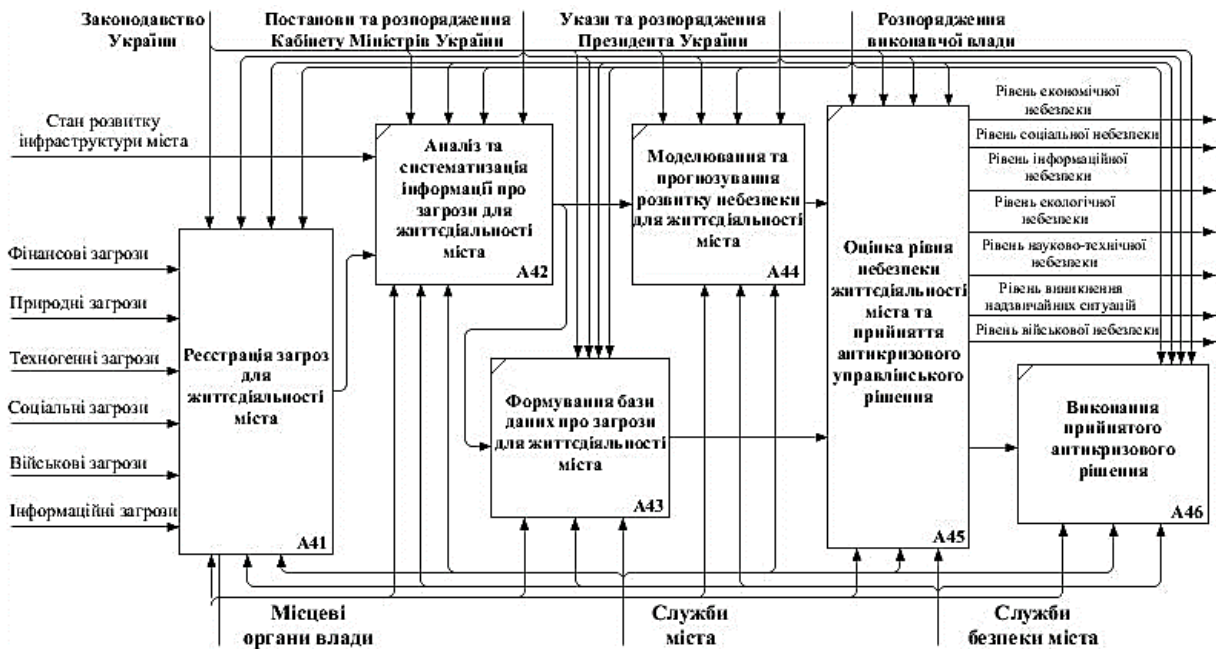 Законодавство
України
Постанови та розпорядження
Кабінету Міністрів України
Укази та розпорядження
Президента України
Розпорядження
виконавчої влади
Стан розвитку
інфраструктури міста
Фінансові загрози
Природні загрози
Техногенні загрози
Соціальні загрози
Військові загрози
Інформаційні загрози
Реєстрація загроз
для
життєдіяльності
міста
A41
Аналіз та
систематизація
інформації про
загрози для
життєдіяльності
міста
A42
Формування бази
даних про загрози
для життєдіяльності
міста
A43
Моделювання та
прогнозування
розвитку небезпеки
для життєдіяльності
міста
A44
Оцінка рівня
небезпеки
життєдіяльності
міста та
прийняття
антикризового
управлінського
рішення
A45
Виконання
прийнятого
антикризового
рішення
A46
Рівень економічної
небезпеки
Рівень соціальної небезпеки
Рівень інформаційної
небезпеки
Рівень екологічної
небезпеки
Рівень науково-технічної
небезпеки
Рівень виникнення
надзвичайних ситуацій
Рівень військової небезпеки
Місцеві
органи влади
Служби
міста
Служби
безпеки міста